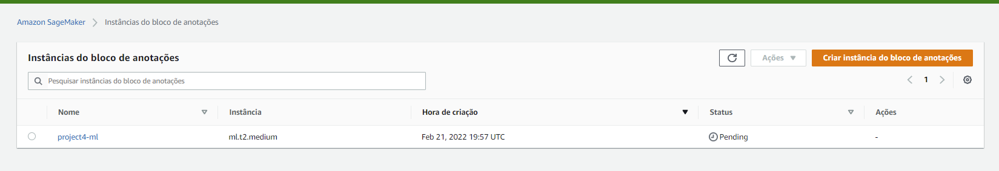 Amazon SageMaker > Instâncias do bloco de anotações
Instâncias do bloco de anotações
Ações
Criar instância do bloco de anotações
Pesquisar instâncias do bloco de anotações
1
Nome Instância Hora de criação Status Ações
project4-ml ml.t2.medium Feb 21, 2022 19:57 UTC Pending -